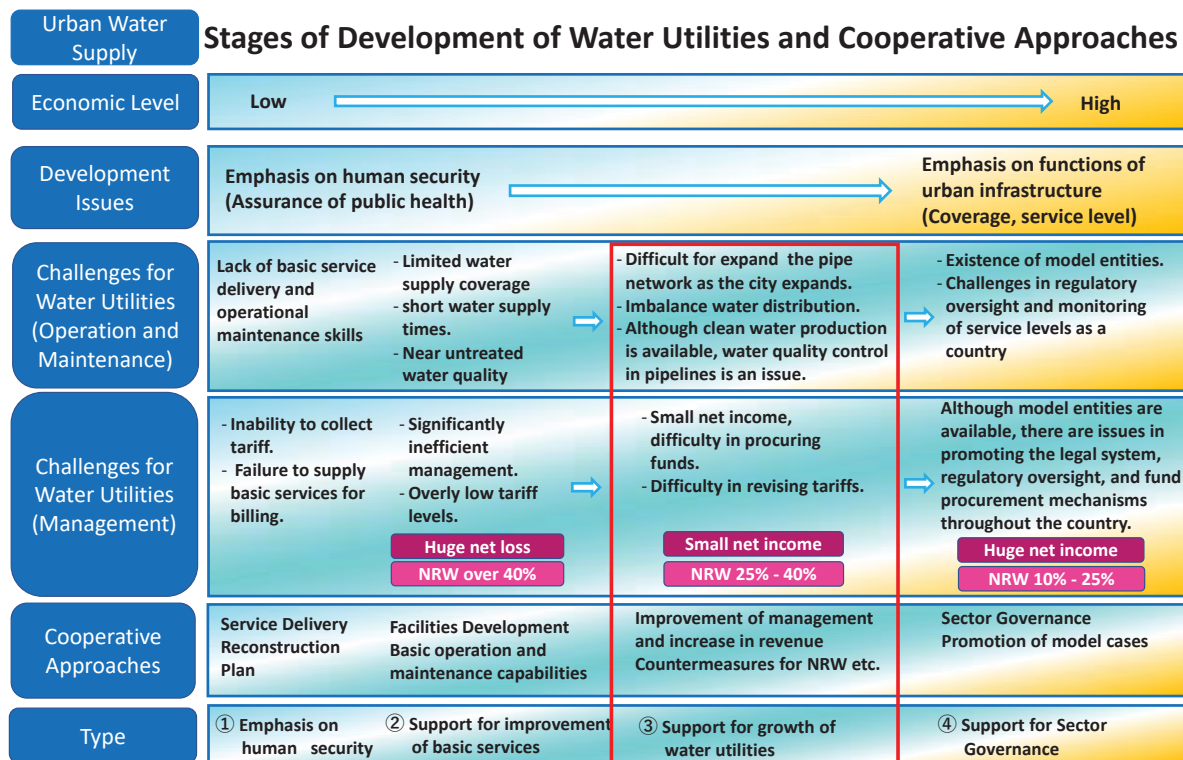 Urban Water
Supply
Stages of Development of Water Utilities and Cooperative Approaches
Economic Level
Low
High
Development
Issues
Emphasis on human security
(Assurance of public health)
Emphasis on functions of
urban infrastructure
(Coverage, service level)
Challenges for
Water Utilities
(Operation and
Maintenance)
Lack of basic service
delivery and
operational
maintenance skills
- Limited water
supply coverage
- short water supply
times.
- Near untreated
water quality
- Difficult for expand the pipe
network as the city expands.
- Imbalance water distribution.
- Although clean water production
is available, water quality control
in pipelines is an issue.
- Existence of model entities.
- Challenges in regulatory
oversight and monitoring
of service levels as a
country
Challenges for
Water Utilities
(Management)
- Inability to collect
tariff.
- Failure to supply
basic services for
billing.
- Significantly
inefficient
management.
- Overly low tariff
levels.
Huge net loss
NRW over 40%
- Small net income,
difficulty in procuring
funds.
- Difficulty in revising tariffs.
Small net income
NRW 25% - 40%
Although model entities are
available, there are issues in
promoting the legal system,
regulatory oversight, and fund
procurement mechanisms
throughout the country.
Huge net income
NRW 10% - 25%
Cooperative
Approaches
Service Delivery
Reconstruction
Plan
Facilities Development
Basic operation and
maintenance capabilities
Improvement of management
and increase in revenue
Countermeasures for NRW etc.
Sector Governance
Promotion of model cases
Type
① Emphasis on
human security
② Support for improvement
of basic services
③ Support for growth of
water utilities
④ Support for Sector
Governance